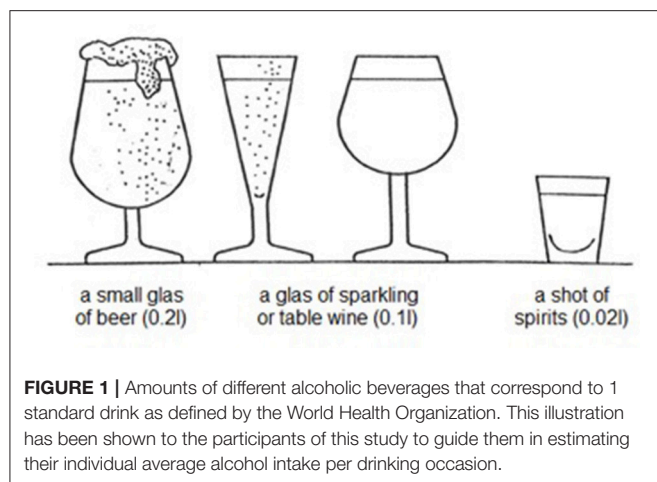 a small glas
of beer (0.2l)
a glas of sparkling
or table wine (0.1l)
a shot of
spirits (0.02l)
FIGURE 1 | Amounts of different alcoholic beverages that correspond to 1
standard drink as defined by the World Health Organization. This illustration
has been shown to the participants of this study to guide them in estimating
their individual average alcohol intake per drinking occasion.